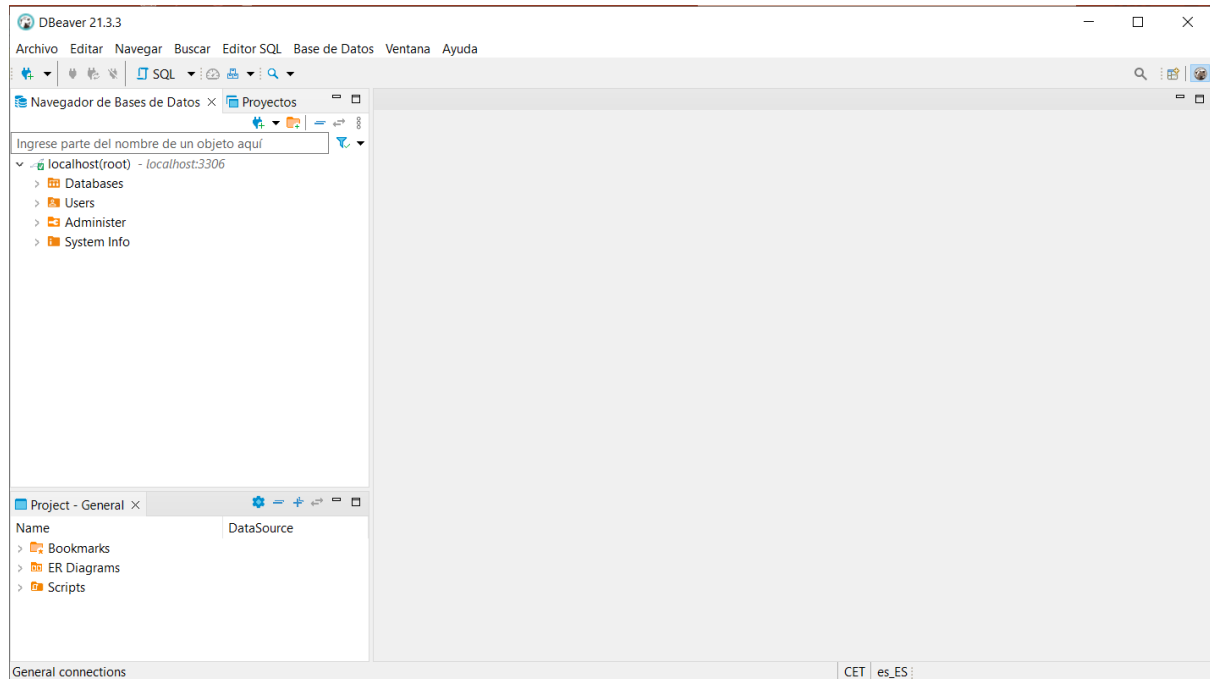 DBeaver 21.3.3
Archivo Editar Navegar Buscar Editor SQL Base de Datos Ventana Ayuda
SQL
Navegador de Bases de Datos Proyectos
Ingrese parte del nombre de un objeto aquí
localhost(root) - localhost:3306
Databases
Users
Administer
System Info
Project - General
Name DataSource
Bookmarks
ER Diagrams
Scripts
General connections CET es_ES